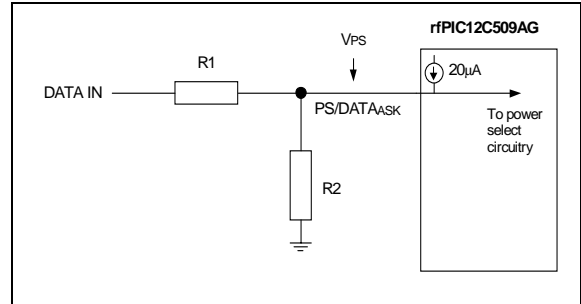 rfPIC12C509AG
VPS
R1
20µA
DATA IN
PS/DATAASK
To power
select
circuitry
R2